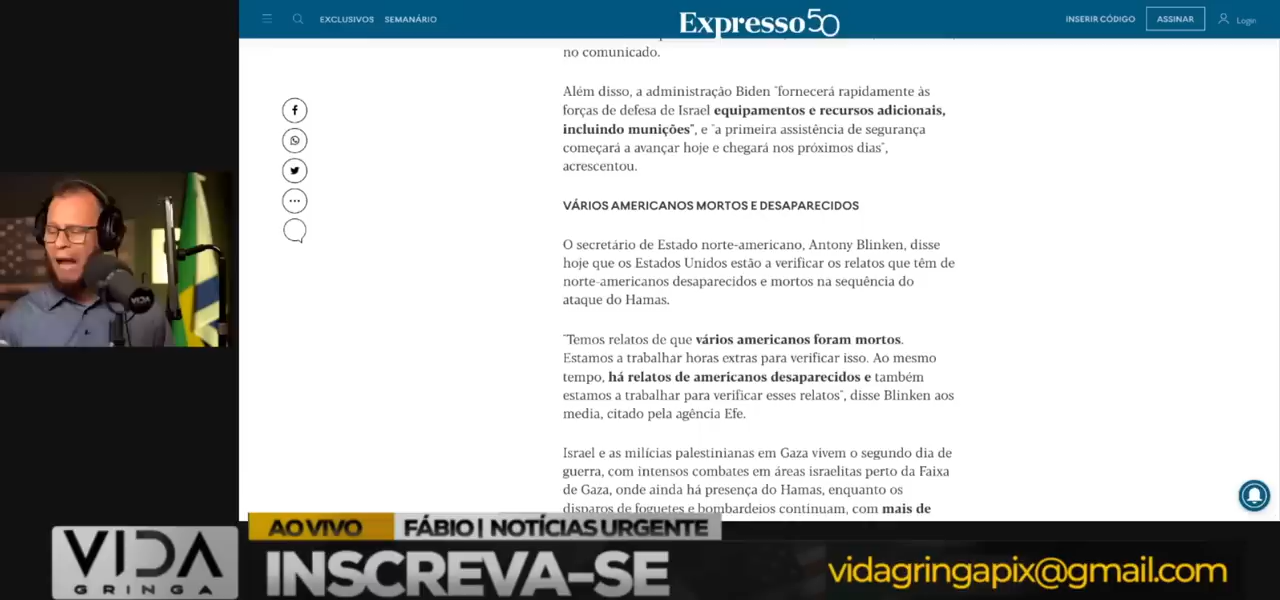 EXCLUSIVOS SEMANÁRIO
Expresso50
INSERIR CÓDIGO
ASSINAR
Login
no comunicado.
Além disso, a administração Biden "fornecerá rapidamente às
forças de defesa de Israel equipamentos e recursos adicionais,
incluindo munições", e "a primeira assistência de segurança
começará a avançar hoje e chegará nos próximos dias",
acrescentou.
VÁRIOS AMERICANOS MORTOS E DESAPARECIDOS
O secretário de Estado norte-americano, Antony Blinken, disse
hoje que os Estados Unidos estão a verificar os relatos que têm de
norte-americanos desaparecidos e mortos na sequência do
ataque do Hamas.
"Temos relatos de que vários americanos foram mortos.
Estamos a trabalhar horas extras para verificar isso. Ao mesmo
tempo, há relatos de americanos desaparecidos e também
estamos a trabalhar para verificar esses relatos", disse Blinken aos
media, citado pela agência Efe.
Israel e as milícias palestinianas em Gaza vivem o segundo dia de
guerra, com intensos combates em áreas israelitas perto da Faixa
de Gaza, onde ainda há presença do Hamas, enquanto os
disparos de foguetes e bombardeios continuam, com mais de
VIDA
AO VIVO
FÁBIO | NOTÍCIAS URGENTE
VIDA
GRINGA
INSCREVA-SE
vidagringapix@gmail.com